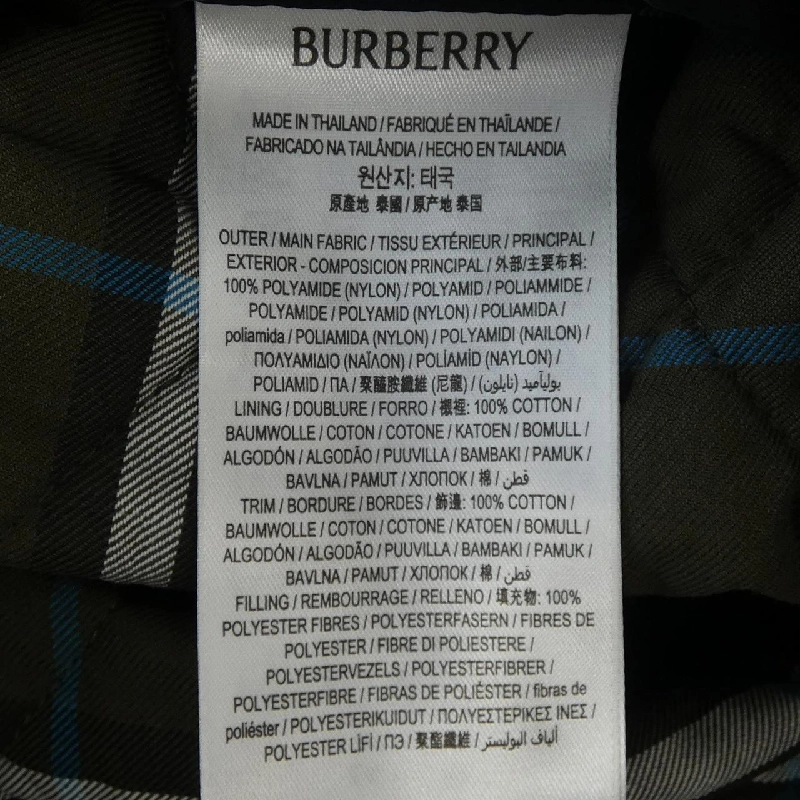 BURBERRY
MADE IN THAILAND / FABRIQUÉ EN THAÏLANDE /
FABRICADO NA TAILÂNDIA / HECHO EN TAILANDIA
원산지: 태국
原產地 泰國 / 原产地 泰国
OUTER / MAIN FABRIC / TISSU EXTÉRIEUR / PRINCIPAL /
EXTERIOR - COMPOSICION PRINCIPAL / 外部/主要布料:
100% POLYAMIDE (NYLON) / POLYAMID / POLIAMMIDE /
POLYAMIDE / POLYAMID (NYLON) / POLIAMIDA /
poliamida / POLIAMIDA (NYLON) / POLYAMIDI (NAILON) /
ΠΟΛΥΑΜΙΔΙΟ (ΝΑΪΛΟΝ) / POLİAMİD (NAYLON) /
POLIAMID / ПА / 聚醯胺纖維 (尼龍) / بوليآميد (نايلون)
LINING / DOUBLURE / FORRO / 襯裡: 100% COTTON /
BAUMWOLLE / COTON / COTONE / KATOEN / BOMULL /
ALGODÓN / ALGODÃO / PUUVILLA / BAMBAKI / PAMUK /
BAVLNA / PAMUT / ХЛОПОК / 棉 / قطن
TRIM / BORDURE / BORDES / 飾邊: 100% COTTON /
BAUMWOLLE / COTON / COTONE / KATOEN / BOMULL /
ALGODÓN / ALGODÃO / PUUVILLA / BAMBAKI / PAMUK /
BAVLNA / PAMUT / ХЛОПОК / 棉 / قطن
FILLING / REMBOURRAGE / RELLENO / 填充物: 100%
POLYESTER FIBRES / POLYESTERFASERN / FIBRES DE
POLYESTER / FIBRE DI POLIESTERE /
POLYESTERVEZELS / POLYESTERFIBRER /
POLYESTERFIBRE / FIBRAS DE POLIÉSTER / fibras de
poliéster / POLYESTERIKUIDUT / ΠΟΛΥΕΣΤΕΡΙΚΕΣ ΙΝΕΣ /
POLYESTER LİFİ / ПЭ / 聚酯纖維 / ألياف البوليستر